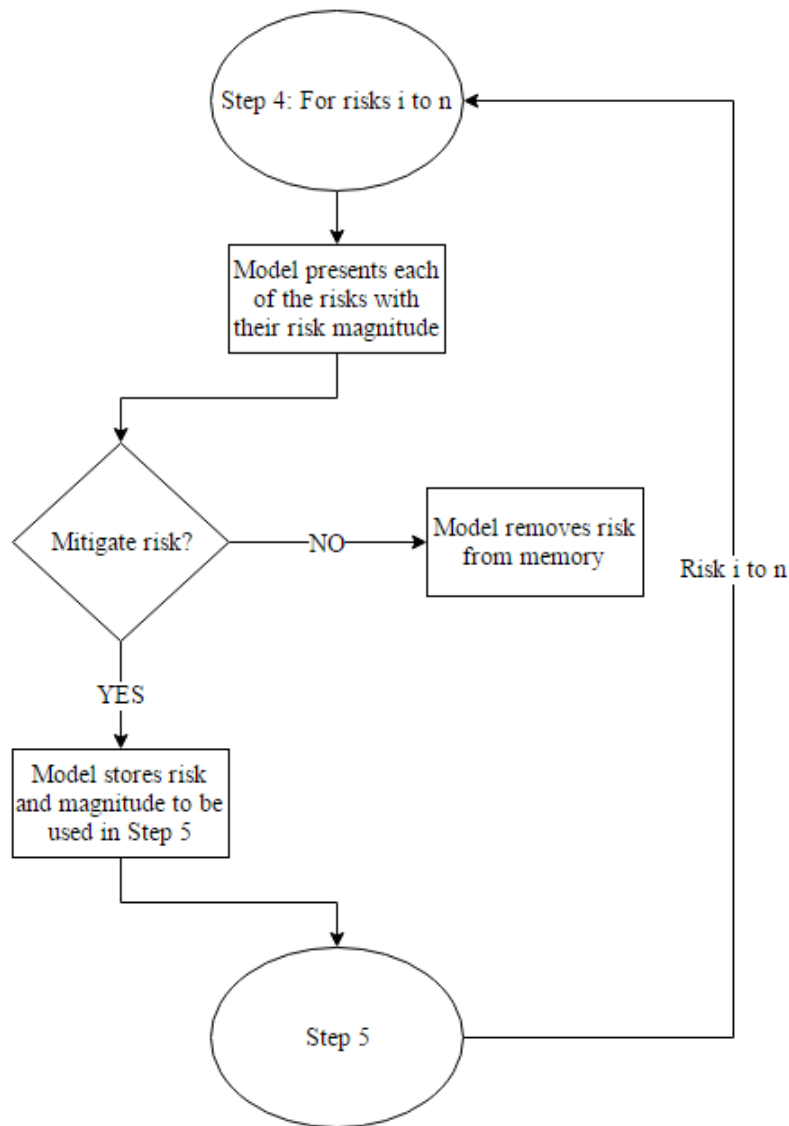 Step 4: For risks i to n
Model presents each
of the risks with
their risk magnitude
Mitigate risk?
NO
Model removes risk
from memory
Risk i to n
YES
Model stores risk
and magnitude to be
used in Step 5
Step 5